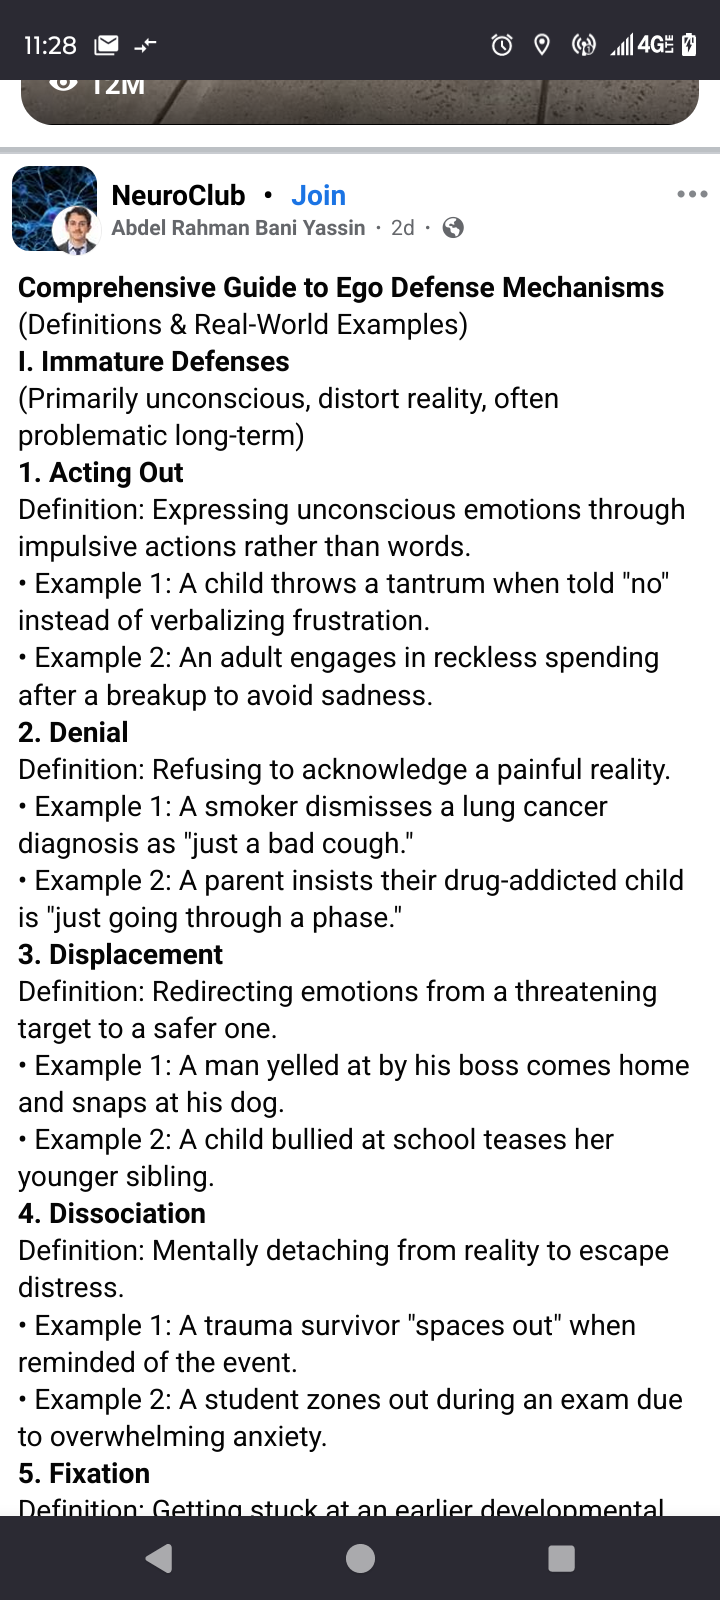 11:28 4G LTE
12M
NeuroClub • Join
Abdel Rahman Bani Yassin · 2d ·
Comprehensive Guide to Ego Defense Mechanisms
(Definitions & Real-World Examples)
I. Immature Defenses
(Primarily unconscious, distort reality, often
problematic long-term)
1. Acting Out
Definition: Expressing unconscious emotions through
impulsive actions rather than words.
• Example 1: A child throws a tantrum when told "no"
instead of verbalizing frustration.
• Example 2: An adult engages in reckless spending
after a breakup to avoid sadness.
2. Denial
Definition: Refusing to acknowledge a painful reality.
• Example 1: A smoker dismisses a lung cancer
diagnosis as "just a bad cough."
• Example 2: A parent insists their drug-addicted child
is "just going through a phase."
3. Displacement
Definition: Redirecting emotions from a threatening
target to a safer one.
• Example 1: A man yelled at by his boss comes home
and snaps at his dog.
• Example 2: A child bullied at school teases her
younger sibling.
4. Dissociation
Definition: Mentally detaching from reality to escape
distress.
• Example 1: A trauma survivor "spaces out" when
reminded of the event.
• Example 2: A student zones out during an exam due
to overwhelming anxiety.
5. Fixation
Definition: Getting stuck at an earlier developmental